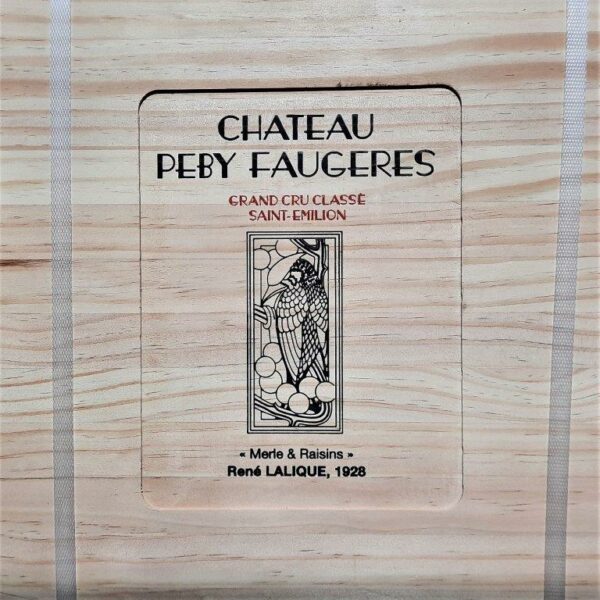 CHATEAU
PEBY FAUGERES
GRAND CRU CLASSÉ
SAINT-EMILION
« Merle & Raisins »
René LALIQUE, 1928